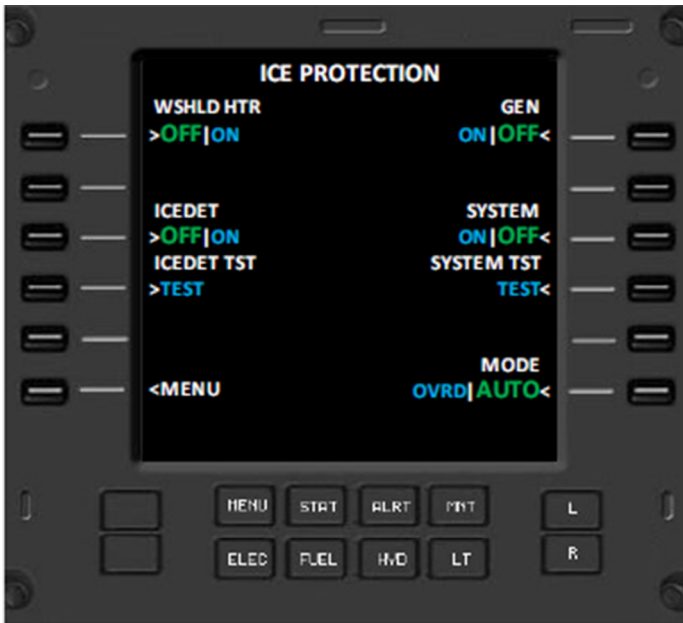 ICE PROTECTION
WSHLD HTR GEN
>OFF|ON ON|OFF<
ICEDET SYSTEM
>OFF|ON ON|OFF<
ICEDET TST SYSTEM TST
>TEST TEST<
MODE
<MENU OVRD|AUTO<
MENU STAT ALRT MNT L
ELEC FUEL HYD LT R